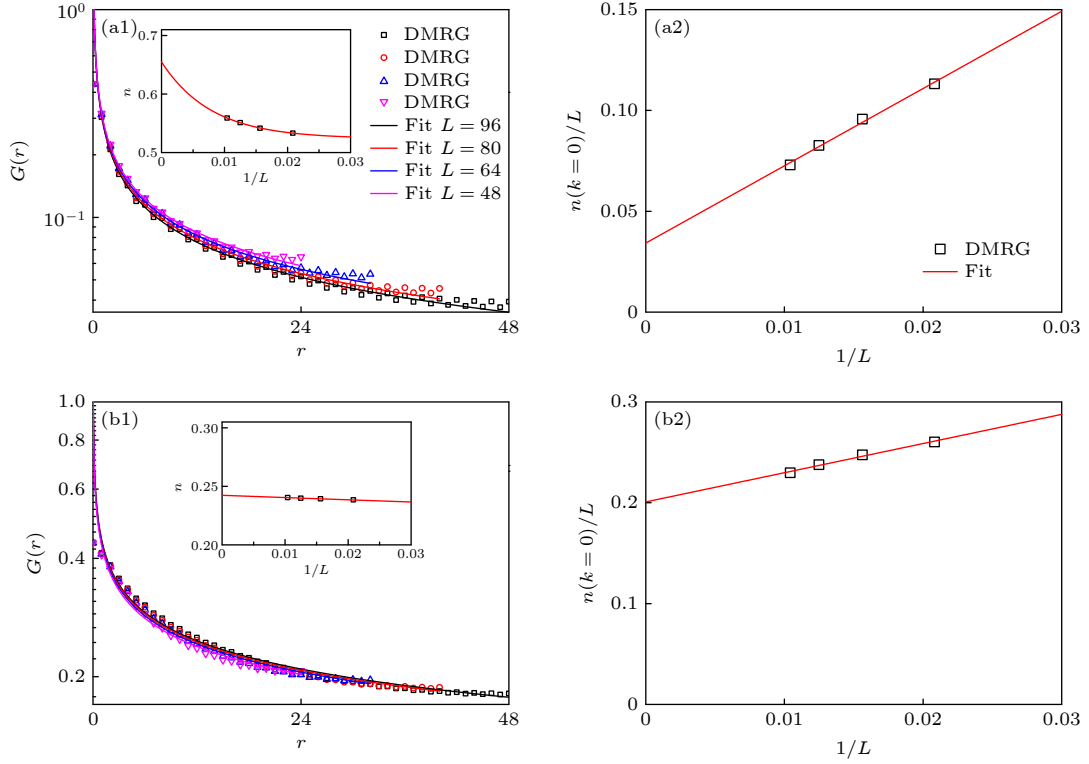 (a1)
10⁰
10⁻¹
G(r)
0
24
48
r
0.7
0.6
0.5
n
0
0.01
0.02
0.03
1/L
DMRG
DMRG
DMRG
DMRG
Fit L = 96
Fit L = 80
Fit L = 64
Fit L = 48
(a2)
0.15
0.10
0.05
0
n(k = 0)/L
0
0.01
0.02
0.03
1/L
DMRG
Fit
(b1)
1.0
0.8
0.6
0.4
0.2
G(r)
0
24
48
r
0.30
0.25
0.20
n
0
0.01
0.02
0.03
1/L
(b2)
0.3
0.2
0.1
0
n(k = 0)/L
0
0.01
0.02
0.03
1/L